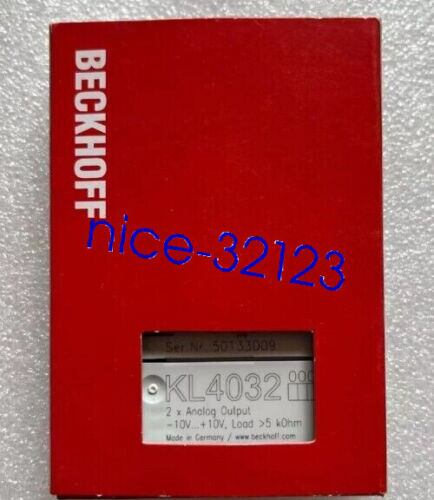 BECKHOFF
nice-32123
Ser.Nr. 50133009
KL4032 000
2 x Analog Output
-10V...+10V, Load >5 kOhm
Made in Germany / www.beckhoff.com